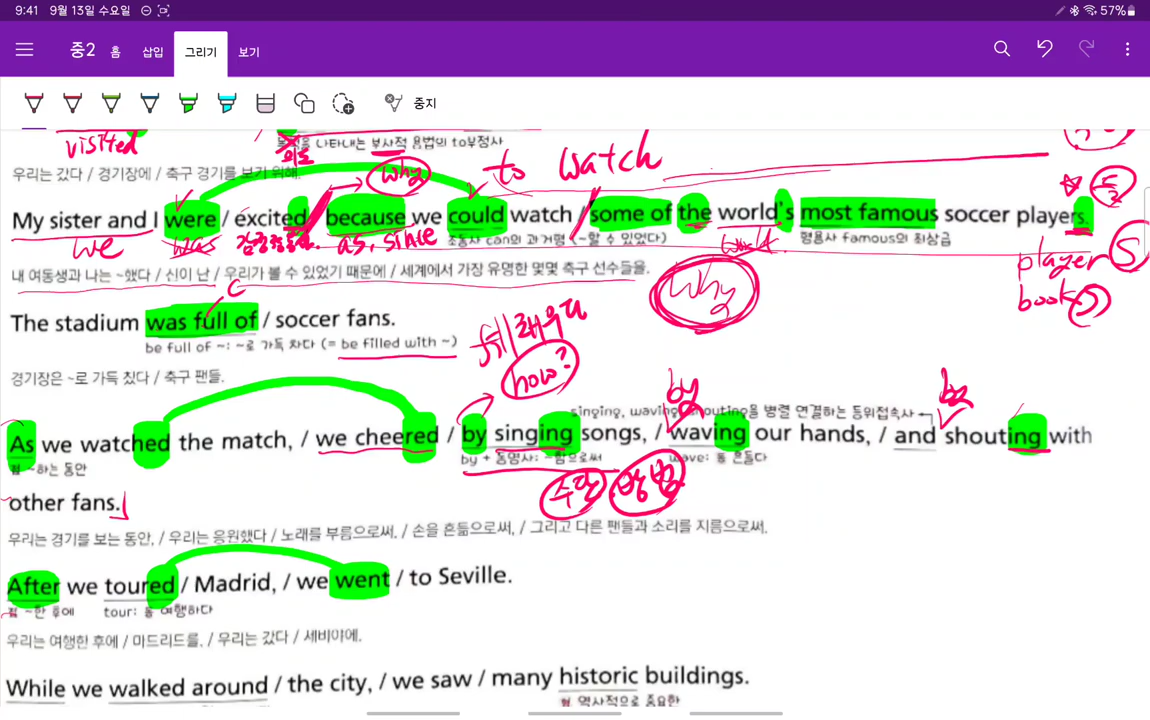 9:41 9월 13일 수요일 57%
중2 홈 삽입 그리기 보기
중지
visited
나타내는 부사적 용법의 to부정사
의도
to watch
우리는 갔다 / 경기장에 / 축구 경기를 보기 위해.
why
My sister and I were / excited because we could watch / some of the world's most famous soccer players.
we was as, since 조동사 can의 과거형 (~할 수 있었다) world 형용사 famous의 최상급
player s
내 여동생과 나는 ~했다 / 신이 난 / 우리가 볼 수 있었기 때문에 / 세계에서 가장 유명한 몇몇 축구 선수들을.
why
book s
The stadium was full of / soccer fans.
be full of ~: ~로 가득 차다 (= be filled with ~)
경기장은 ~로 가득 찼다 / 축구 팬들.
how?
by by
singing, waving, shouting을 병렬 연결하는 등위접속사
As we watched the match, / we cheered / by singing songs, / waving our hands, / and shouting with
접 ~하는 동안 by + 동명사: ~함으로써 wave: 동 흔들다
수단 방법
other fans.
우리는 경기를 보는 동안, / 우리는 응원했다 / 노래를 부름으로써, / 손을 흔듦으로써, / 그리고 다른 팬들과 소리를 지름으로써.
After we toured / Madrid, / we went / to Seville.
접 ~한 후에 tour: 동 여행하다
우리는 여행한 후에 / 마드리드를, / 우리는 갔다 / 세비야에.
While we walked around / the city, / we saw / many historic buildings.
형 역사적으로 중요한